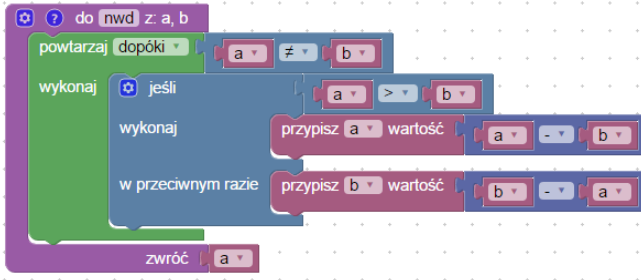 ? do nwd z: a, b
powtarzaj dopóki a ≠ b
wykonaj jeśli a > b
wykonaj przypisz a wartość a - b
w przeciwnym razie przypisz b wartość b - a
zwróć a